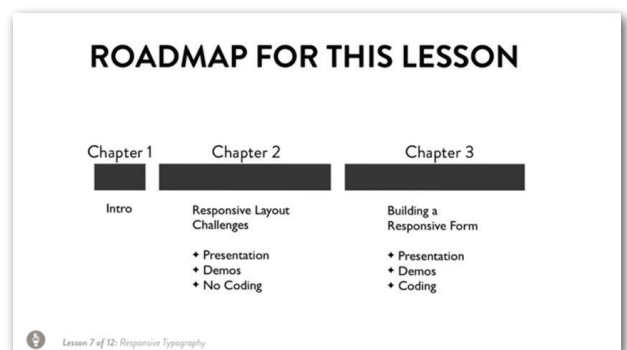 ROADMAP FOR THIS LESSON
Chapter 1
Intro
Chapter 2
Responsive Layout
Challenges
✦ Presentation
✦ Demos
✦ No Coding
Chapter 3
Building a
Responsive Form
✦ Presentation
✦ Demos
✦ Coding
Lesson 7 of 12: Responsive Typography